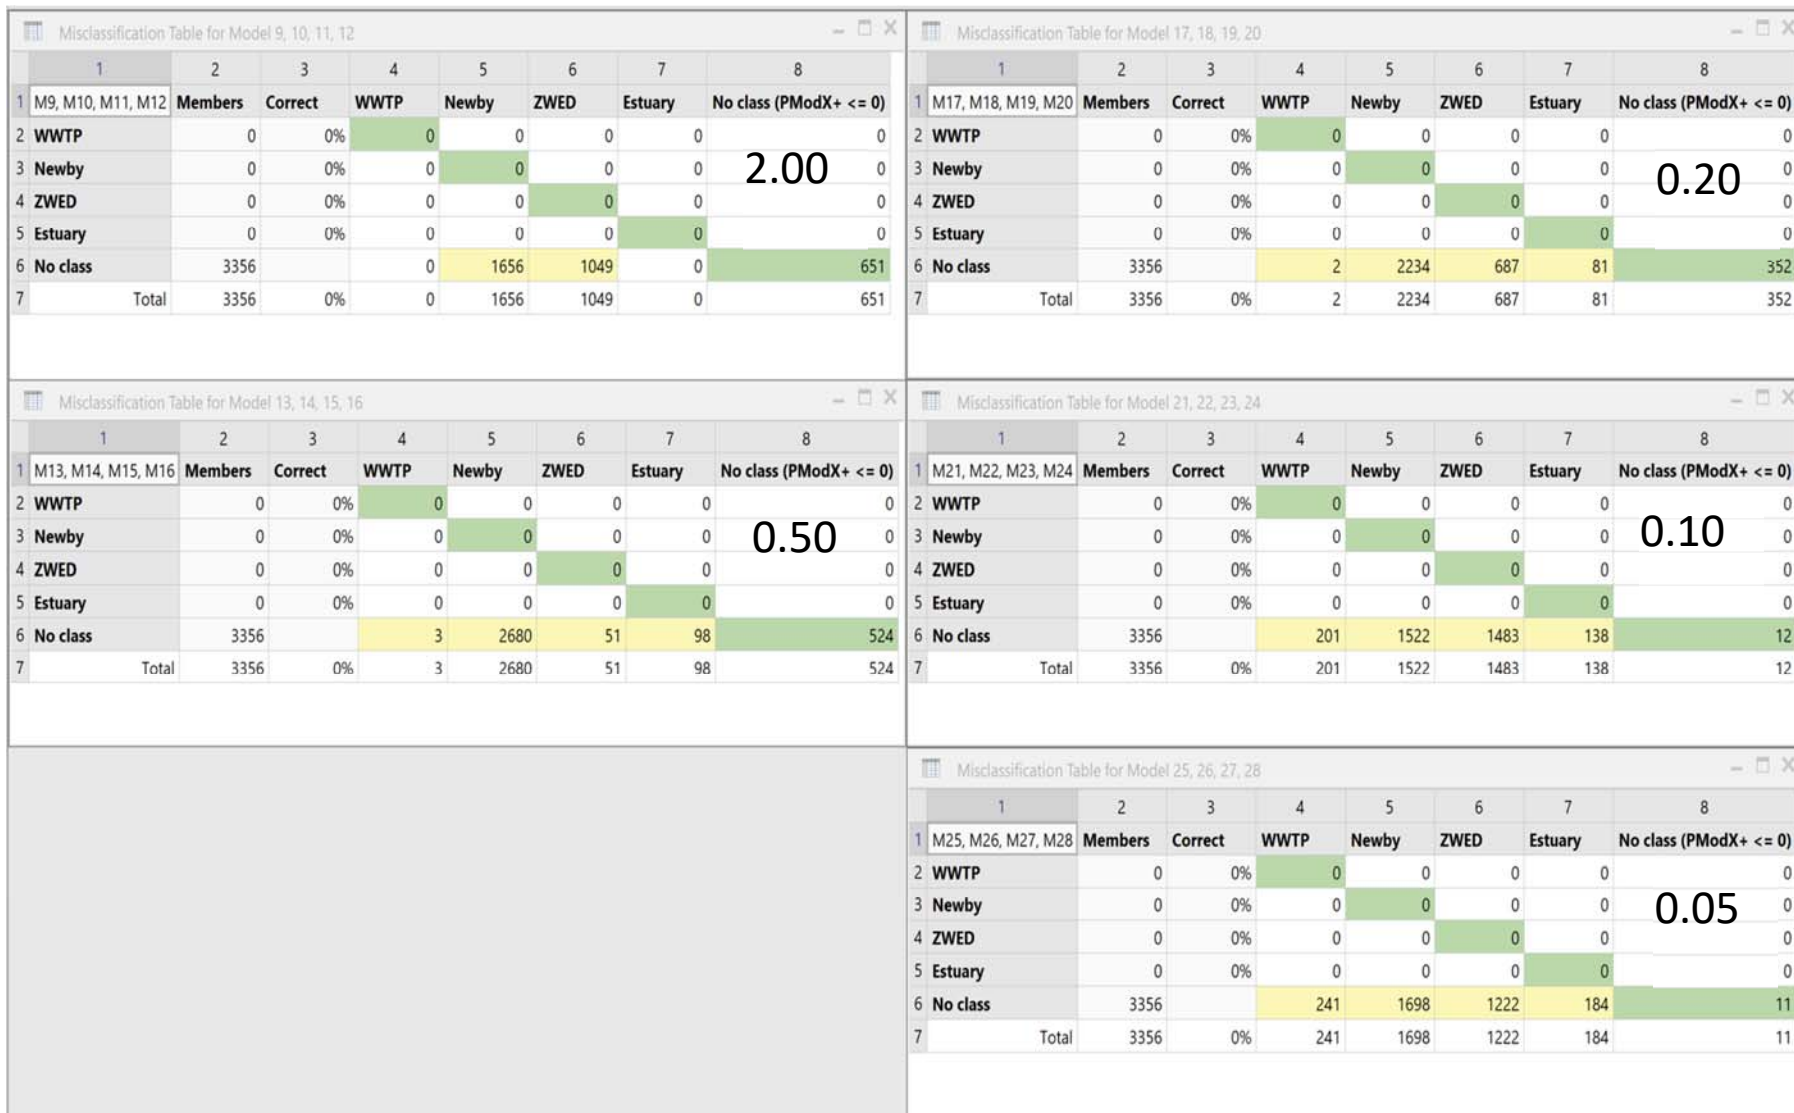 Misclassification Table for Model 9, 10, 11, 12
1 2 3 4 5 6 7 8
1 M9, M10, M11, M12 Members Correct WWTP Newby ZWED Estuary No class (PModX+ <= 0)
2 WWTP 0 0% 0 0 0 0 0
3 Newby 0 0% 0 0 0 0 0
2.00
4 ZWED 0 0% 0 0 0 0 0
5 Estuary 0 0% 0 0 0 0 0
6 No class 3356 0 1656 1049 0 651
7 Total 3356 0% 0 1656 1049 0 651
Misclassification Table for Model 17, 18, 19, 20
1 2 3 4 5 6 7 8
1 M17, M18, M19, M20 Members Correct WWTP Newby ZWED Estuary No class (PModX+ <= 0)
2 WWTP 0 0% 0 0 0 0 0
3 Newby 0 0% 0 0 0 0 0
0.20
4 ZWED 0 0% 0 0 0 0 0
5 Estuary 0 0% 0 0 0 0 0
6 No class 3356 2 2234 687 81 352
7 Total 3356 0% 2 2234 687 81 352
Misclassification Table for Model 13, 14, 15, 16
1 2 3 4 5 6 7 8
1 M13, M14, M15, M16 Members Correct WWTP Newby ZWED Estuary No class (PModX+ <= 0)
2 WWTP 0 0% 0 0 0 0 0
3 Newby 0 0% 0 0 0 0 0
0.50
4 ZWED 0 0% 0 0 0 0 0
5 Estuary 0 0% 0 0 0 0 0
6 No class 3356 3 2680 51 98 524
7 Total 3356 0% 3 2680 51 98 524
Misclassification Table for Model 21, 22, 23, 24
1 2 3 4 5 6 7 8
1 M21, M22, M23, M24 Members Correct WWTP Newby ZWED Estuary No class (PModX+ <= 0)
2 WWTP 0 0% 0 0 0 0 0
3 Newby 0 0% 0 0 0 0 0
0.10
4 ZWED 0 0% 0 0 0 0 0
5 Estuary 0 0% 0 0 0 0 0
6 No class 3356 201 1522 1483 138 12
7 Total 3356 0% 201 1522 1483 138 12
Misclassification Table for Model 25, 26, 27, 28
1 2 3 4 5 6 7 8
1 M25, M26, M27, M28 Members Correct WWTP Newby ZWED Estuary No class (PModX+ <= 0)
2 WWTP 0 0% 0 0 0 0 0
3 Newby 0 0% 0 0 0 0 0
0.05
4 ZWED 0 0% 0 0 0 0 0
5 Estuary 0 0% 0 0 0 0 0
6 No class 3356 241 1698 1222 184 11
7 Total 3356 0% 241 1698 1222 184 11